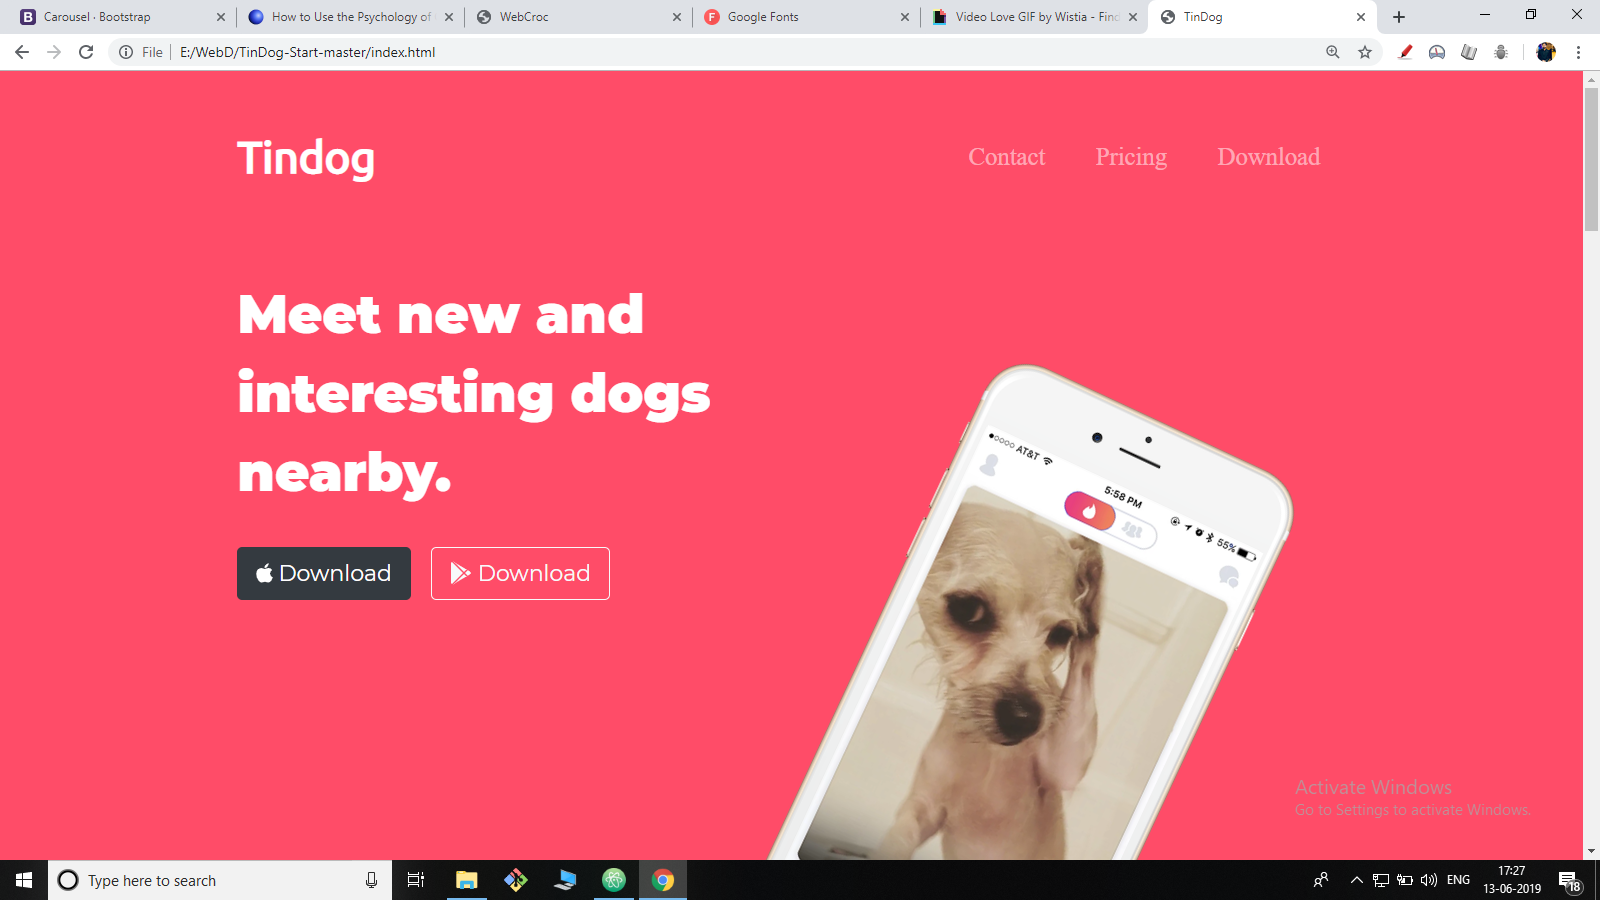 Carousel · Bootstrap
How to Use the Psychology of
WebCroc
Google Fonts
Video Love GIF by Wistia - Find
TinDog
File
E:/WebD/TinDog-Start-master/index.html
Tindog
Contact
Pricing
Download
Meet new and
interesting dogs
nearby.
Download
Download
AT&T
5:58 PM
55%
Activate Windows
Go to Settings to activate Windows.
Type here to search
ENG
17:27
13-06-2019
18